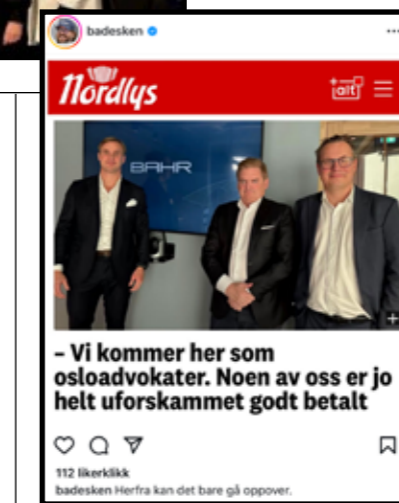 badesken
Nordlys
+alt
BAHR
– Vi kommer her som
osloadvokater. Noen av oss er jo
helt uforskammet godt betalt
112 likerklikk
badesken Herfra kan det bare gå oppover.